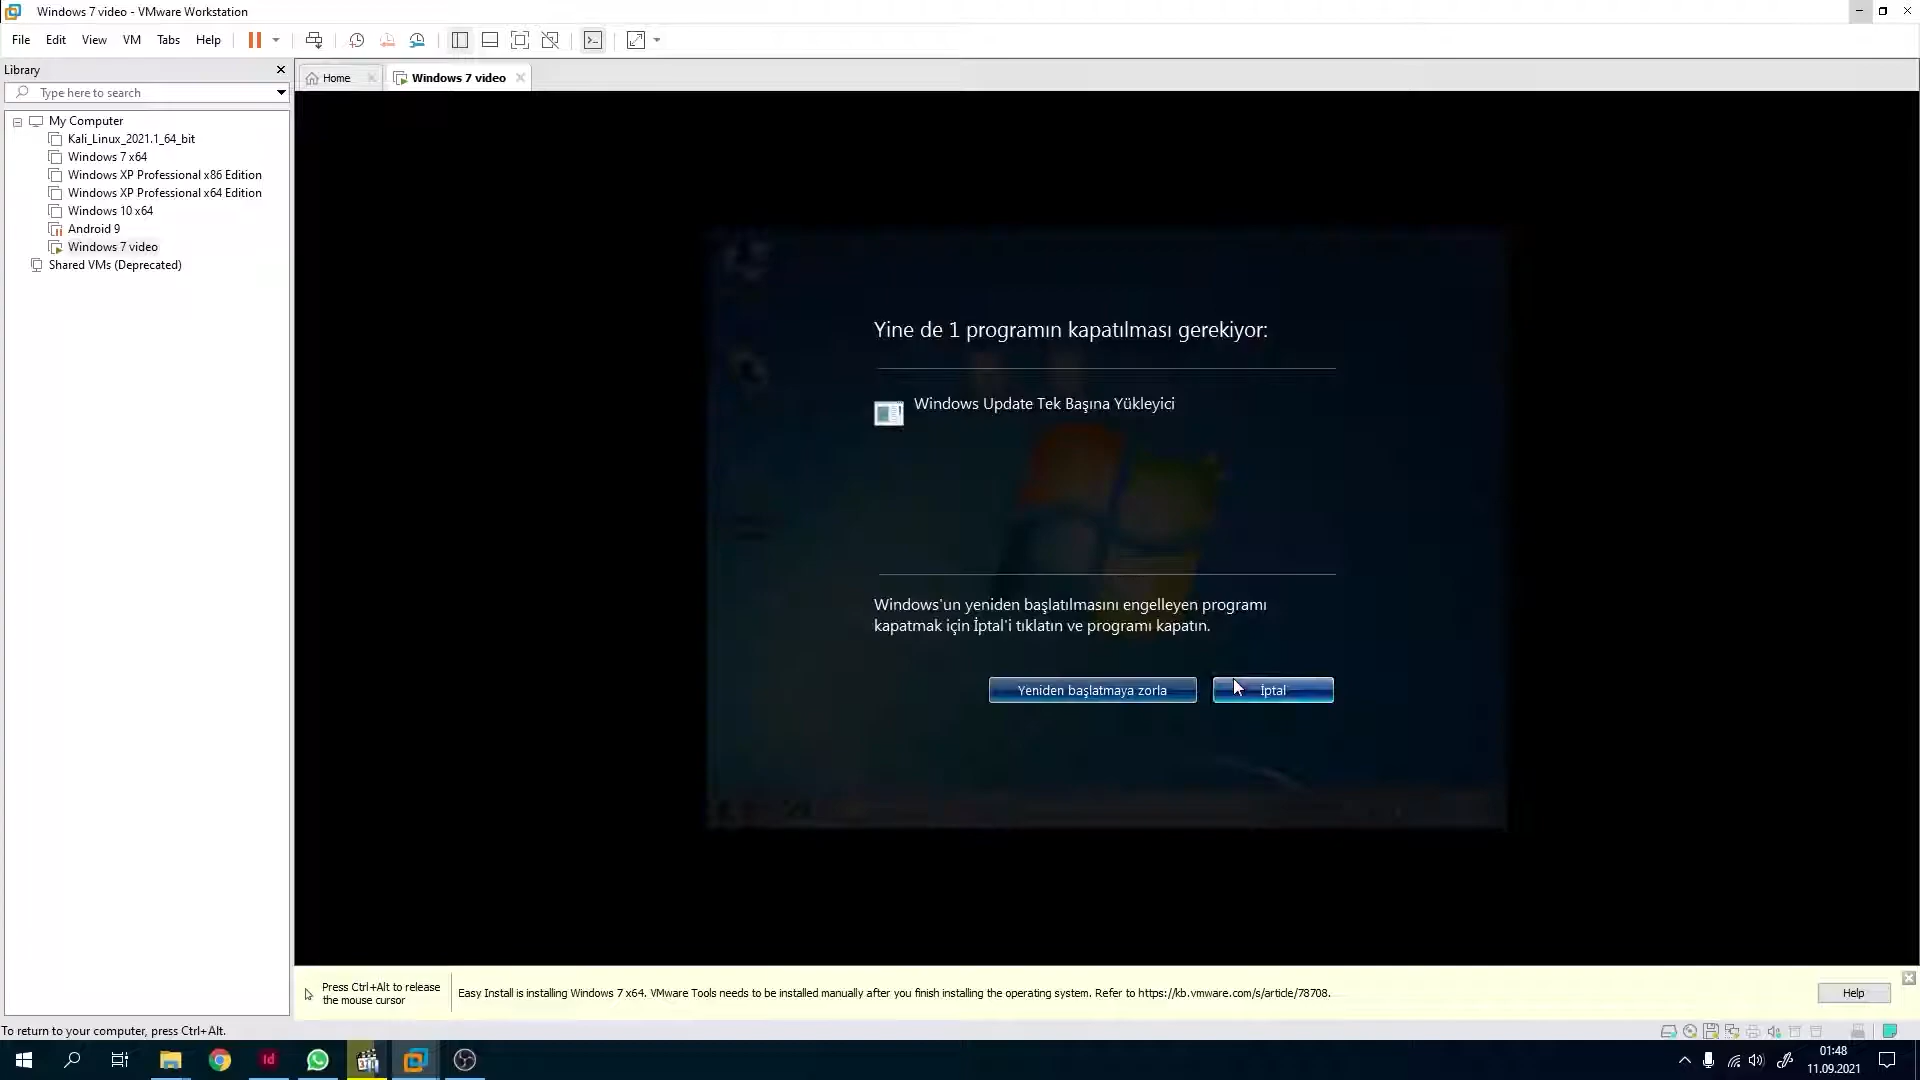 Windows 7 video - VMware Workstation
File Edit View VM Tabs Help
Library
Type here to search
My Computer
Kali_Linux_2021.1_64_bit
Windows 7 x64
Windows XP Professional x86 Edition
Windows XP Professional x64 Edition
Windows 10 x64
Android 9
Windows 7 video
Shared VMs (Deprecated)
Home
Windows 7 video
Yine de 1 programın kapatılması gerekiyor:
Windows Update Tek Başına Yükleyici
Windows'un yeniden başlatılmasını engelleyen programı
kapatmak için İptal'i tıklatın ve programı kapatın.
Yeniden başlatmaya zorla
İptal
Press Ctrl+Alt to release
the mouse cursor
Easy Install is installing Windows 7 x64. VMware Tools needs to be installed manually after you finish installing the operating system. Refer to https://kb.vmware.com/s/article/78708.
Help
To return to your computer, press Ctrl+Alt.
Id
01:48
11.09.2021